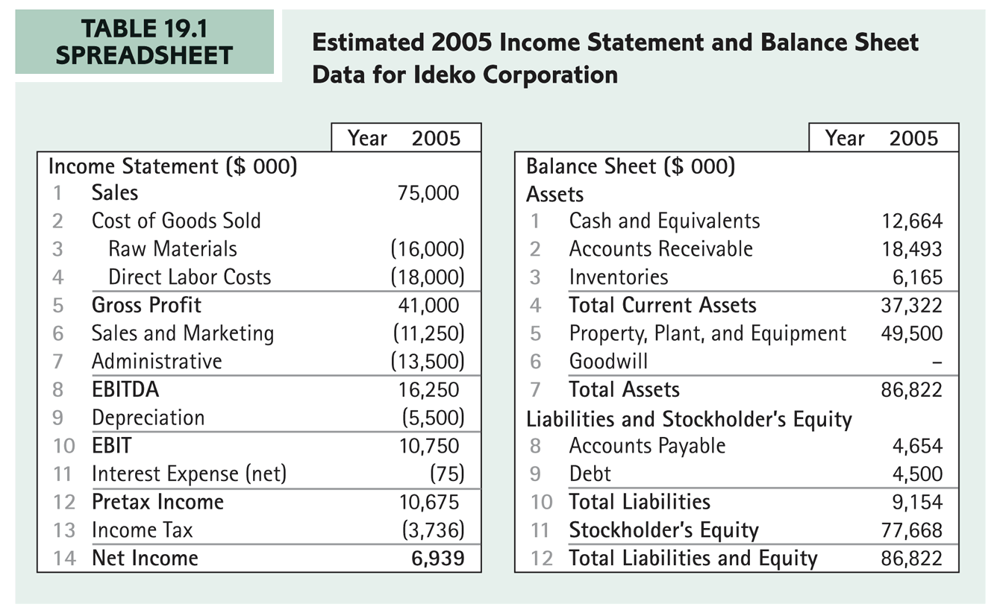 TABLE 19.1
SPREADSHEET
Estimated 2005 Income Statement and Balance Sheet
Data for Ideko Corporation
Year 2005
Income Statement ($ 000)
1 Sales 75,000
2 Cost of Goods Sold
3 Raw Materials (16,000)
4 Direct Labor Costs (18,000)
5 Gross Profit 41,000
6 Sales and Marketing (11,250)
7 Administrative (13,500)
8 EBITDA 16,250
9 Depreciation (5,500)
10 EBIT 10,750
11 Interest Expense (net) (75)
12 Pretax Income 10,675
13 Income Tax (3,736)
14 Net Income 6,939
Year 2005
Balance Sheet ($ 000)
Assets
1 Cash and Equivalents 12,664
2 Accounts Receivable 18,493
3 Inventories 6,165
4 Total Current Assets 37,322
5 Property, Plant, and Equipment 49,500
6 Goodwill –
7 Total Assets 86,822
Liabilities and Stockholder's Equity
8 Accounts Payable 4,654
9 Debt 4,500
10 Total Liabilities 9,154
11 Stockholder's Equity 77,668
12 Total Liabilities and Equity 86,822